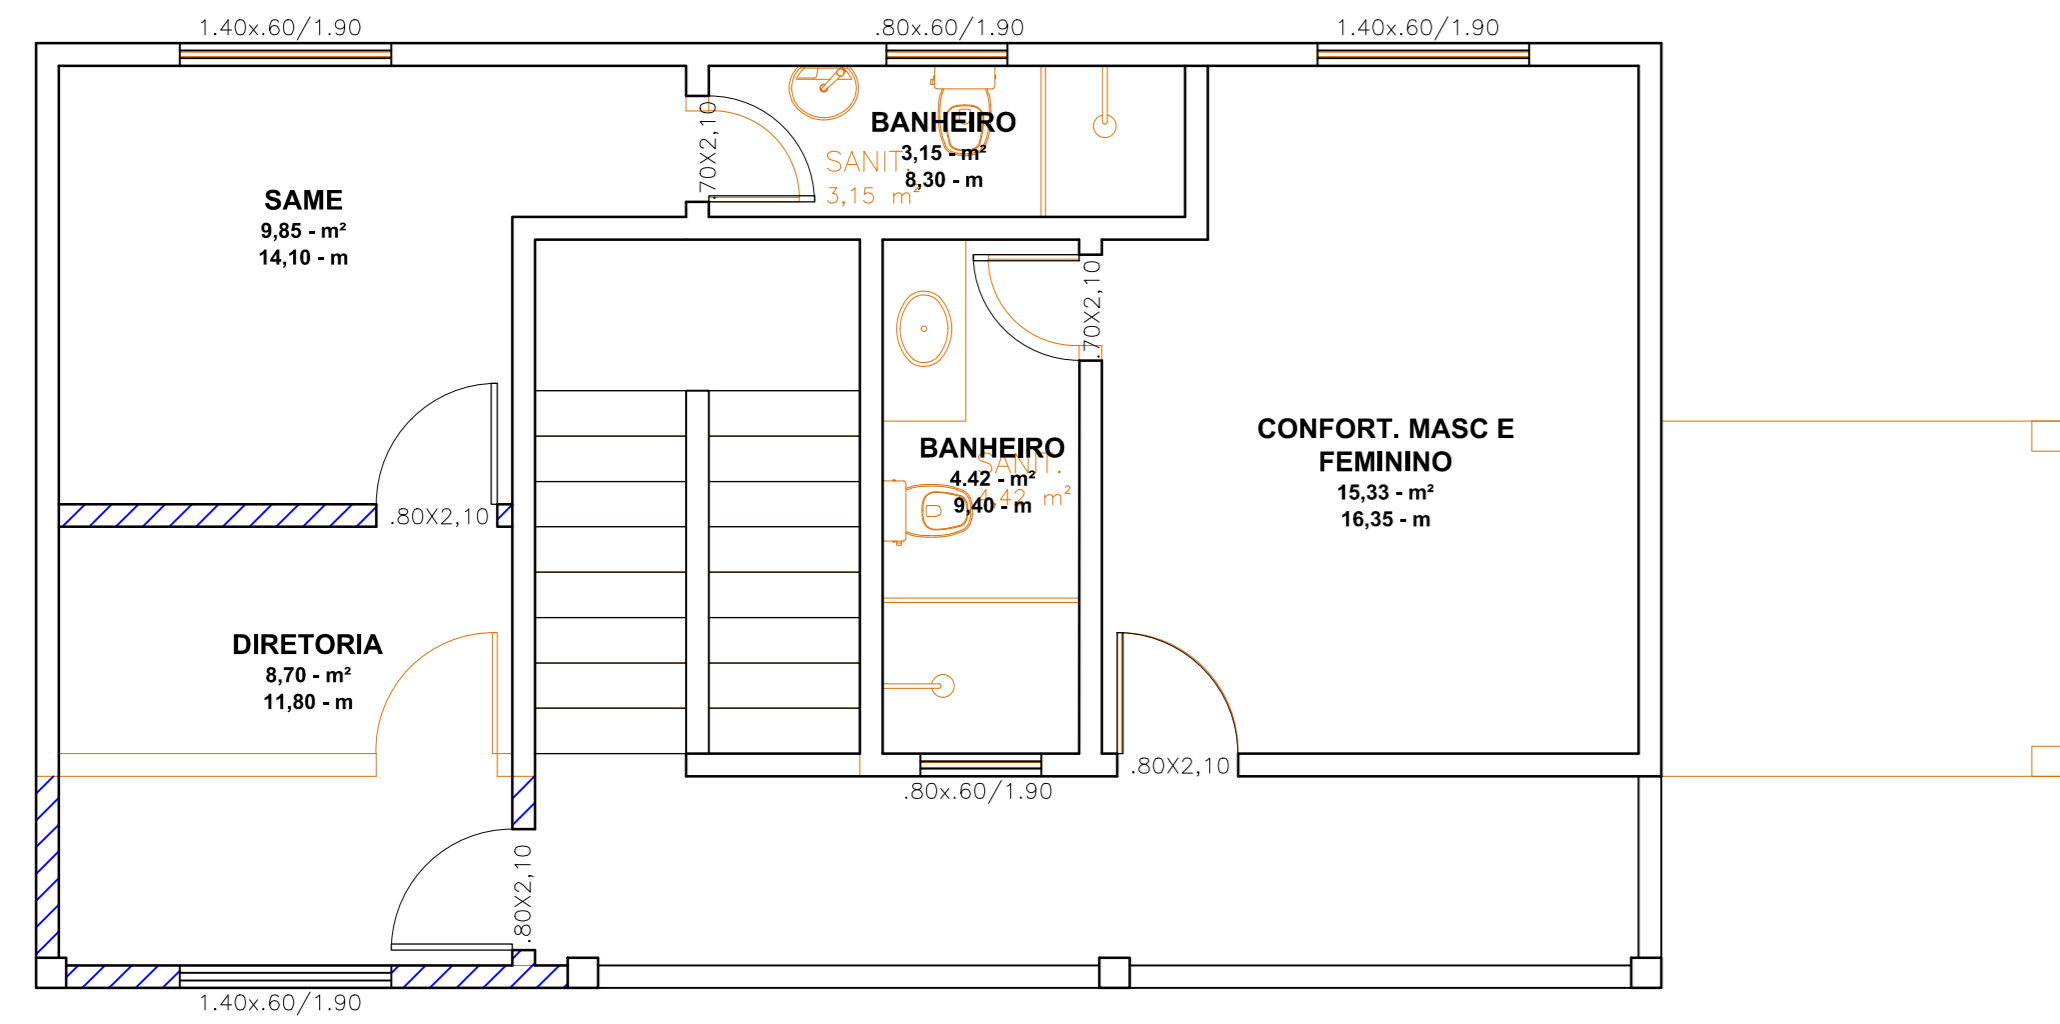 1.40x.60/1.90
.80x.60/1.90
1.40x.60/1.90
.70X2,10
BANHEIRO
3,15 - m²
8,30 - m
SANIT.
3,15 m²
SAME
9,85 - m²
14,10 - m
.70X2,10
CONFORT. MASC E
FEMININO
15,33 - m²
16,35 - m
BANHEIRO
4.42 - m²
9,40 - m
SANIT.
4,42 m²
.80X2,10
DIRETORIA
8,70 - m²
11,80 - m
.80X2,10
.80x.60/1.90
.80X2,10
1.40x.60/1.90